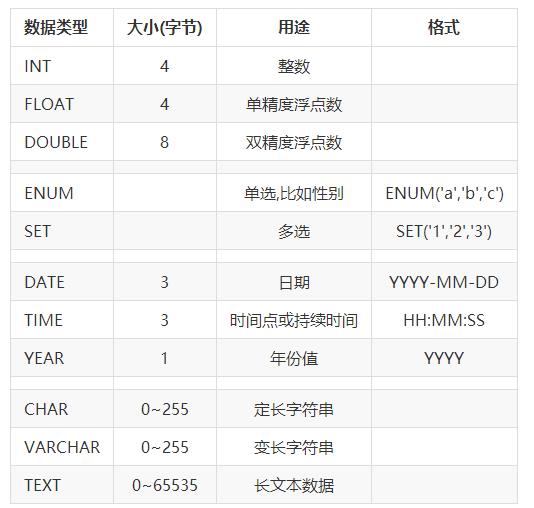 数据类型 大小(字节) 用途 格式
INT 4 整数
FLOAT 4 单精度浮点数
DOUBLE 8 双精度浮点数
ENUM 单选,比如性别 ENUM('a','b','c')
SET 多选 SET('1','2','3')
DATE 3 日期 YYYY-MM-DD
TIME 3 时间点或持续时间 HH:MM:SS
YEAR 1 年份值 YYYY
CHAR 0~255 定长字符串
VARCHAR 0~255 变长字符串
TEXT 0~65535 长文本数据